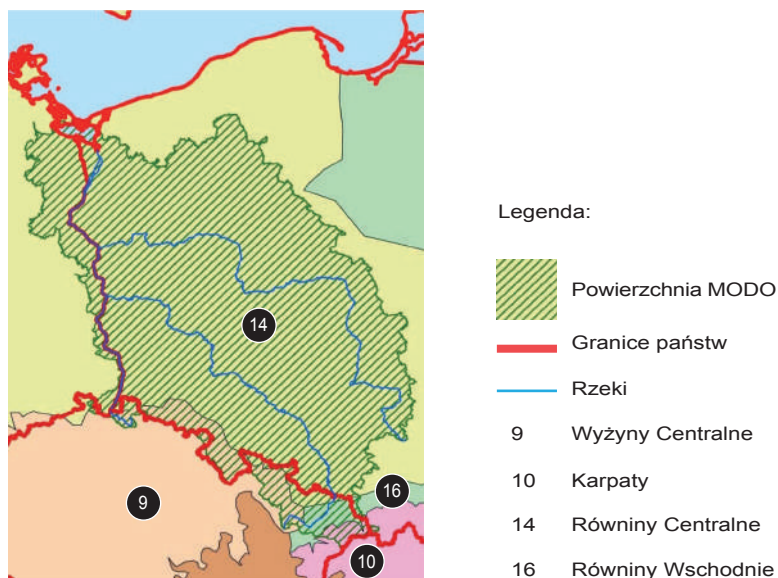 14
9
16
10
Legenda:
Powierzchnia MODO
Granice państw
Rzeki
9 Wyżyny Centralne
10 Karpaty
14 Równiny Centralne
16 Równiny Wschodnie